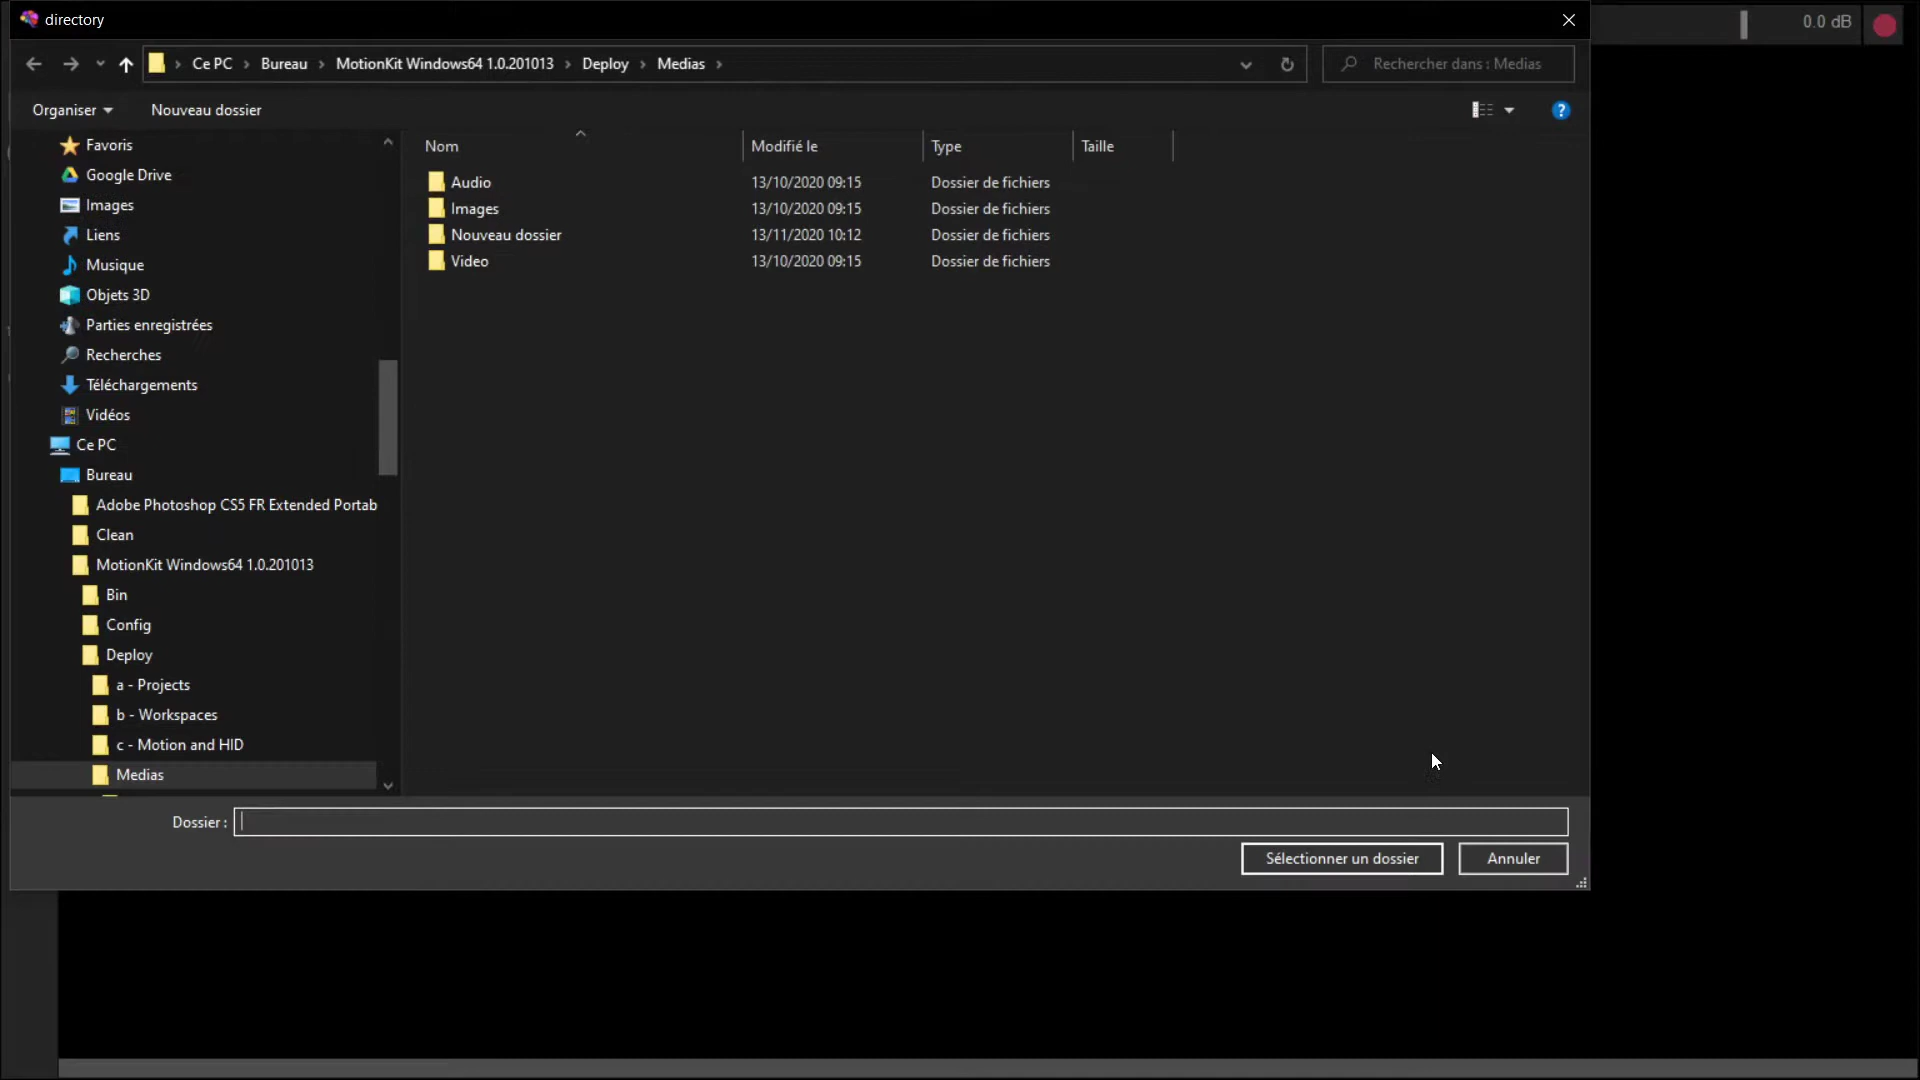 directory
0.0 dB
Ce PC > Bureau > MotionKit Windows64 1.0.201013 > Deploy > Medias >
Rechercher dans : Medias
Organiser
Nouveau dossier
Favoris
Google Drive
Images
Liens
Musique
Objets 3D
Parties enregistrées
Recherches
Téléchargements
Vidéos
Ce PC
Bureau
Adobe Photoshop CS5 FR Extended Portab
Clean
MotionKit Windows64 1.0.201013
Bin
Config
Deploy
a - Projects
b - Workspaces
c - Motion and HID
Medias
Nom Modifié le Type Taille
Audio 13/10/2020 09:15 Dossier de fichiers
Images 13/10/2020 09:15 Dossier de fichiers
Nouveau dossier 13/11/2020 10:12 Dossier de fichiers
Video 13/10/2020 09:15 Dossier de fichiers
Dossier :
Sélectionner un dossier
Annuler